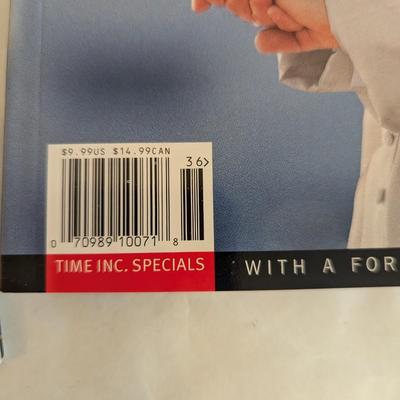 $9.99US $14.99CAN
36>
0 70989 10071 8
TIME INC. SPECIALS
WITH A FOR